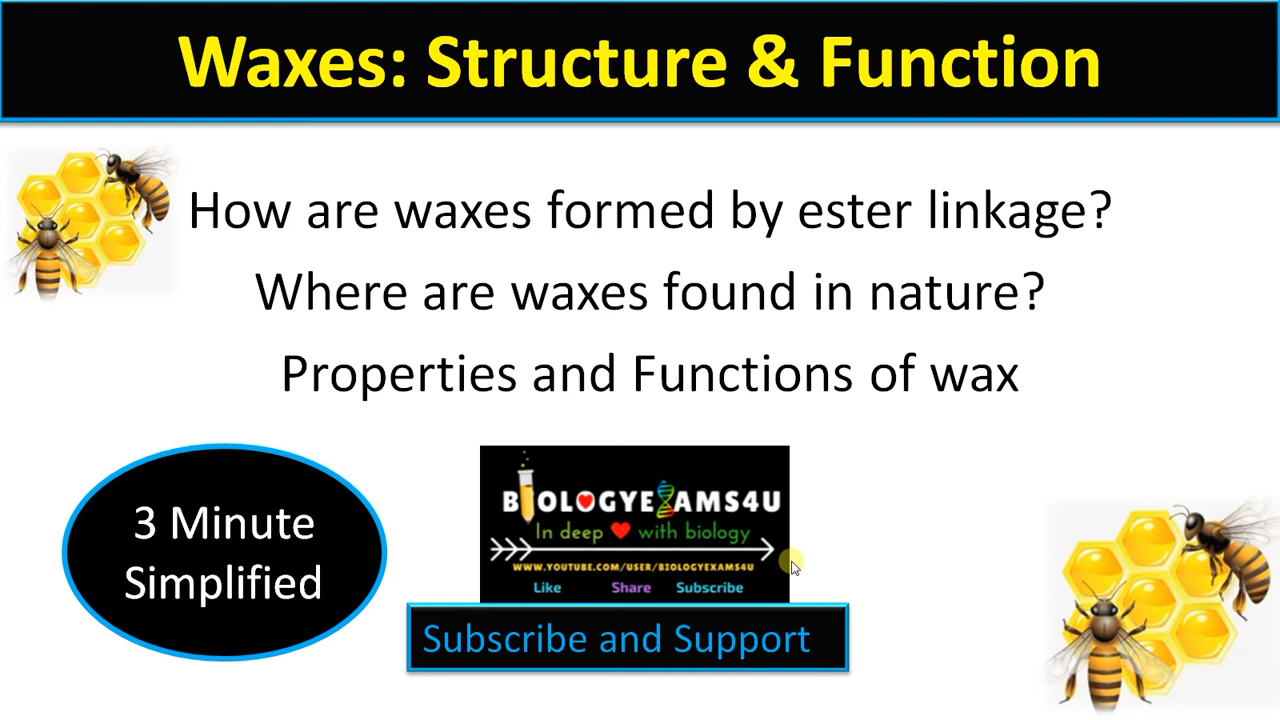 Waxes: Structure & Function
How are waxes formed by ester linkage?
Where are waxes found in nature?
Properties and Functions of wax
3 Minute
Simplified
BIOLOGYEXAMS4U
In deep ❤ with biology
WWW.YOUTUBE.COM/USER/BIOLOGYEXAMS4U
Like Share Subscribe
Subscribe and Support